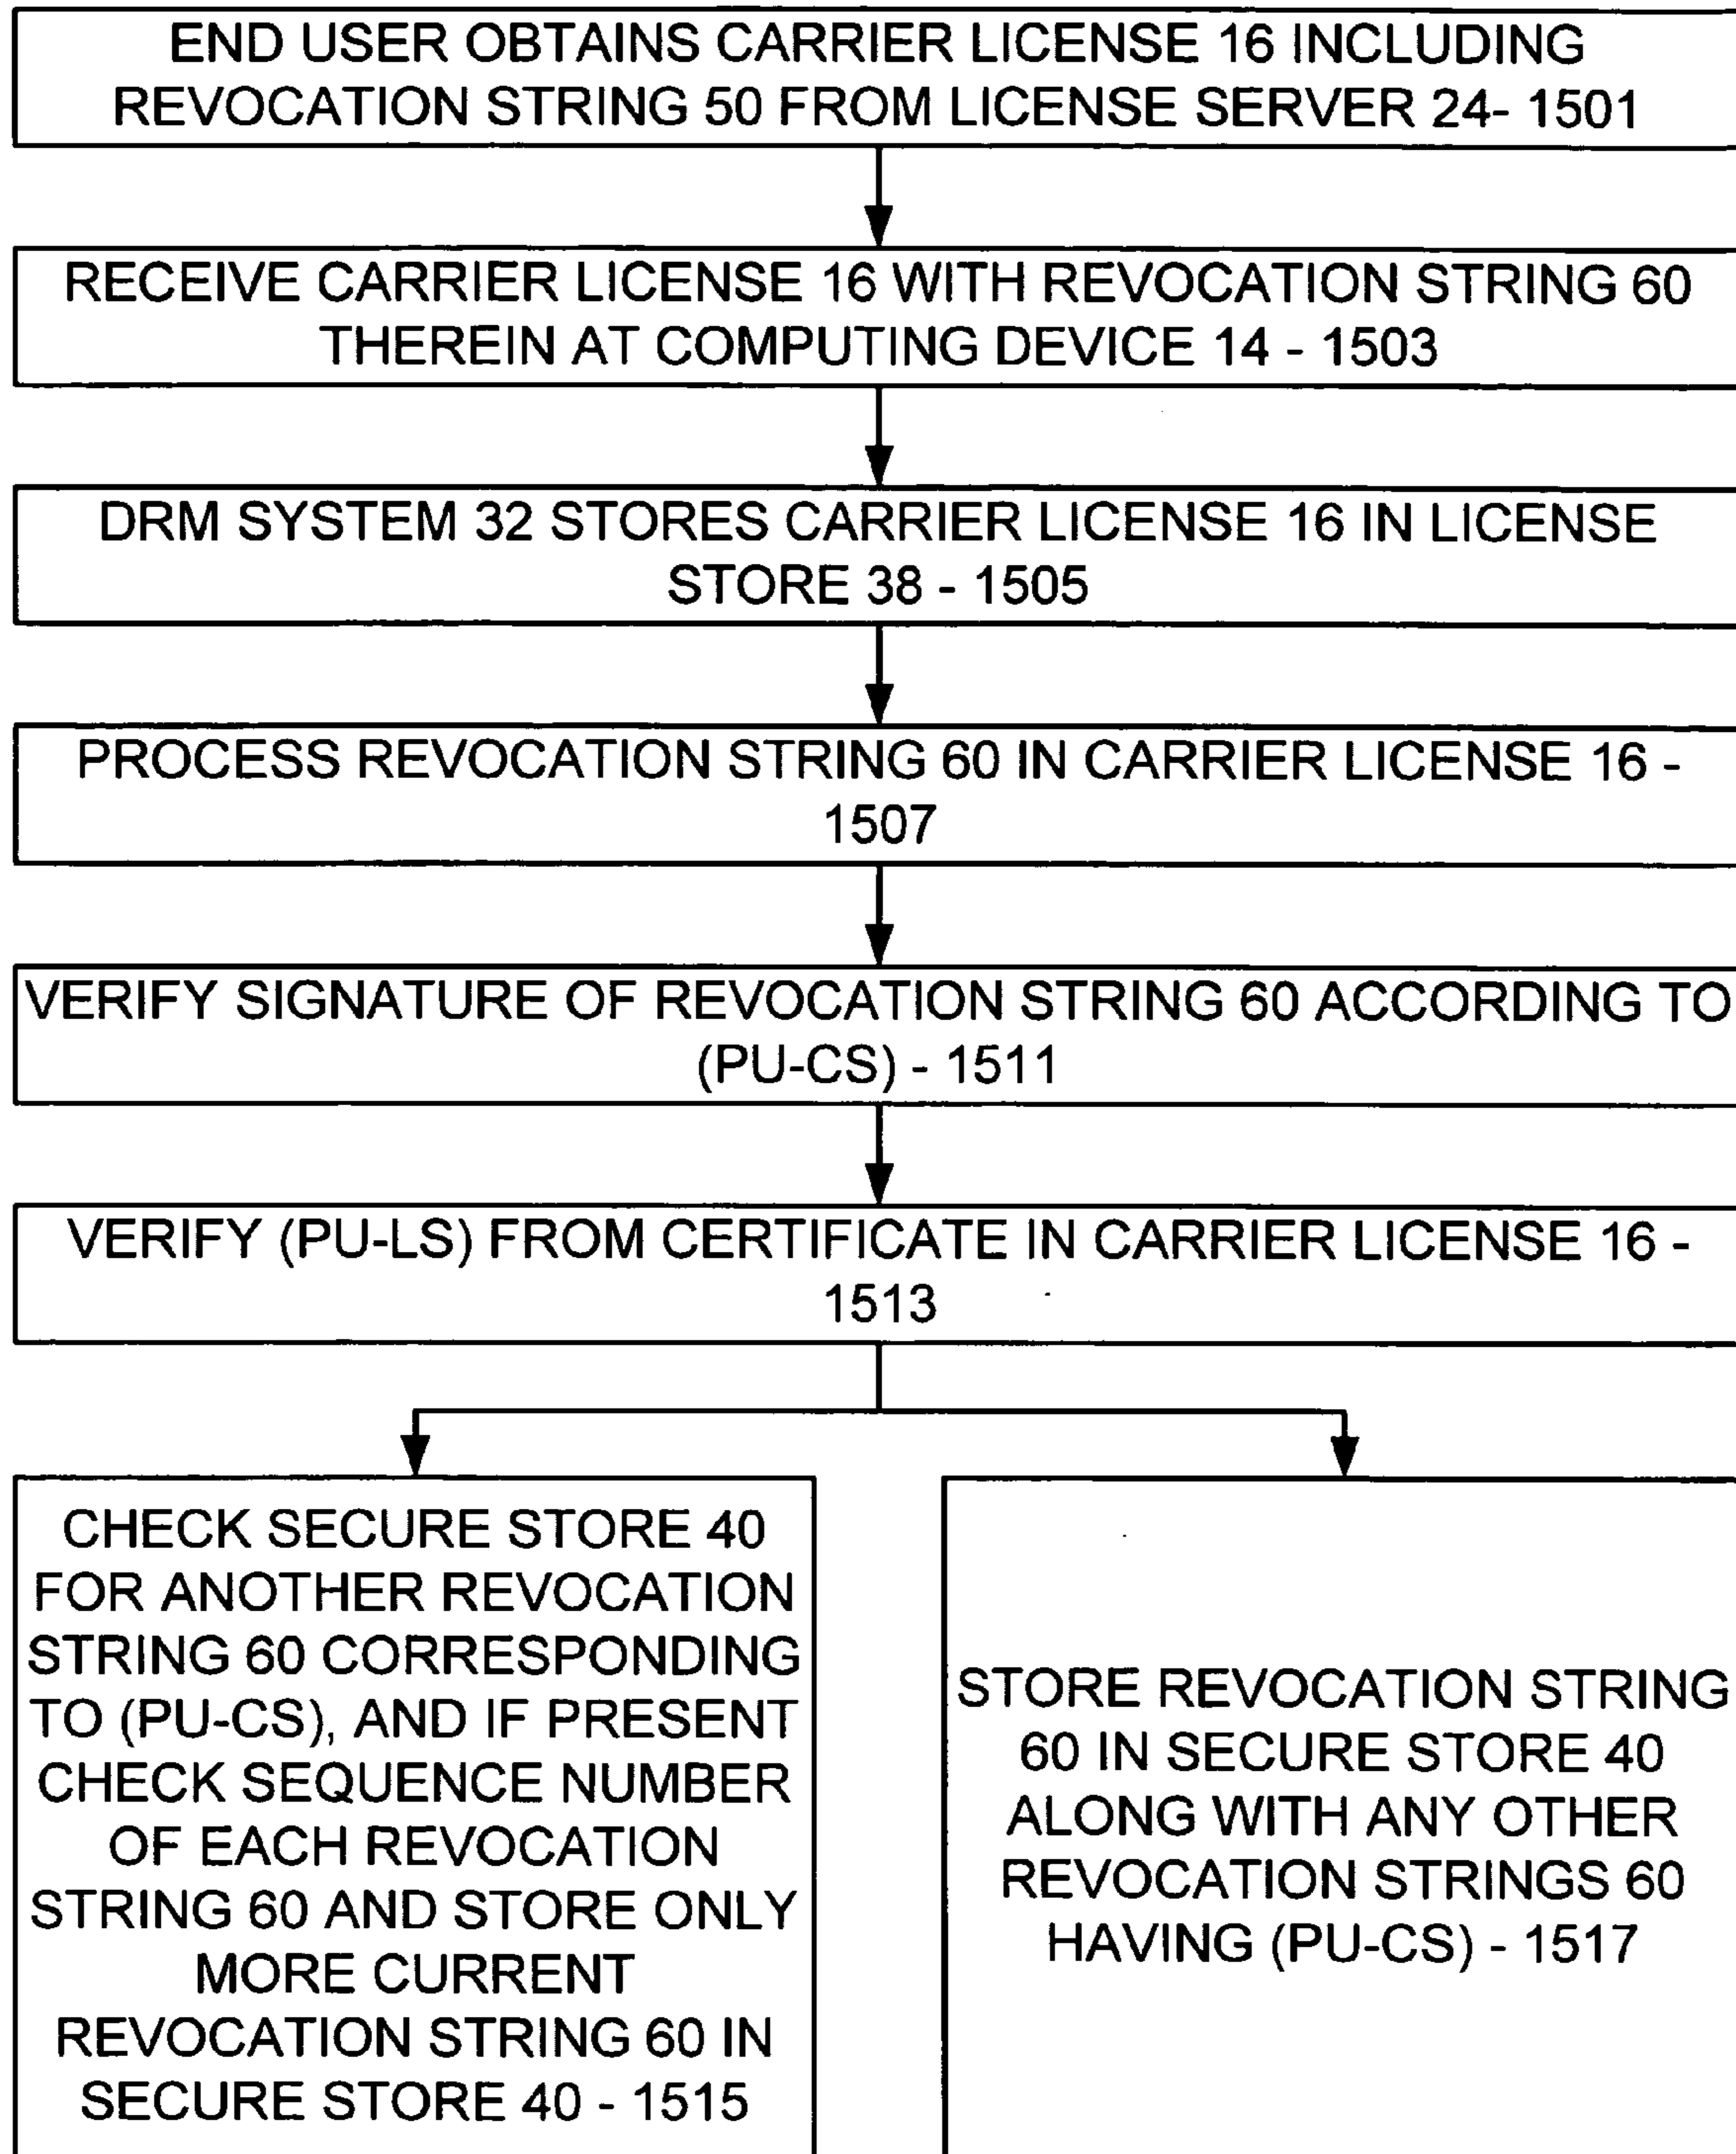 END USER OBTAINS CARRIER LICENSE 16 INCLUDING
REVOCATION STRING 50 FROM LICENSE SERVER 24- 1501
RECEIVE CARRIER LICENSE 16 WITH REVOCATION STRING 60
THEREIN AT COMPUTING DEVICE 14 - 1503
DRM SYSTEM 32 STORES CARRIER LICENSE 16 IN LICENSE
STORE 38 - 1505
PROCESS REVOCATION STRING 60 IN CARRIER LICENSE 16 -
1507
VERIFY SIGNATURE OF REVOCATION STRING 60 ACCORDING TO
(PU-CS) - 1511
VERIFY (PU-LS) FROM CERTIFICATE IN CARRIER LICENSE 16 -
1513
CHECK SECURE STORE 40
FOR ANOTHER REVOCATION
STRING 60 CORRESPONDING
TO (PU-CS), AND IF PRESENT
CHECK SEQUENCE NUMBER
OF EACH REVOCATION
STRING 60 AND STORE ONLY
MORE CURRENT
REVOCATION STRING 60 IN
SECURE STORE 40 - 1515
STORE REVOCATION STRING
60 IN SECURE STORE 40
ALONG WITH ANY OTHER
REVOCATION STRINGS 60
HAVING (PU-CS) - 1517